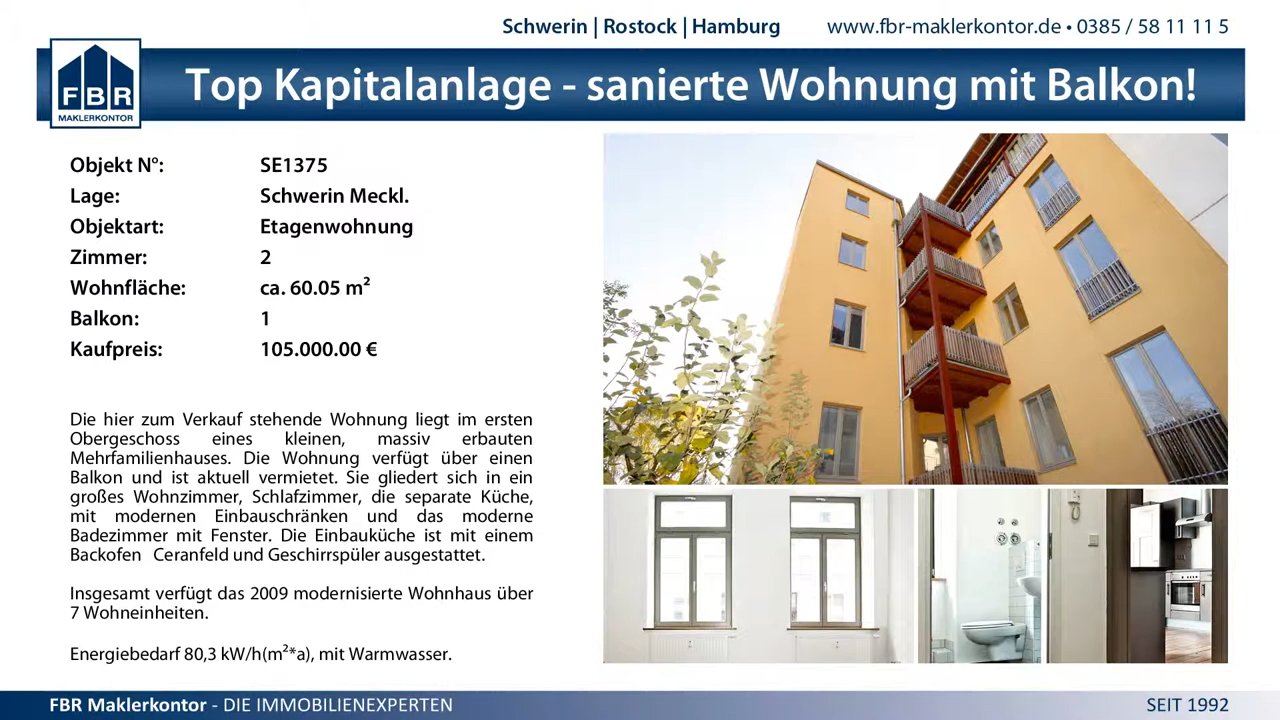 Schwerin | Rostock | Hamburg www.fbr-maklerkontor.de • 0385 / 58 11 11 5
FBR
MAKLERKONTOR
Top Kapitalanlage - sanierte Wohnung mit Balkon!
Objekt N°: SE1375
Lage: Schwerin Meckl.
Objektart: Etagenwohnung
Zimmer: 2
Wohnfläche: ca. 60.05 m²
Balkon: 1
Kaufpreis: 105.000.00 €
Die hier zum Verkauf stehende Wohnung liegt im ersten
Obergeschoss eines kleinen, massiv erbauten
Mehrfamilienhauses. Die Wohnung verfügt über einen
Balkon und ist aktuell vermietet. Sie gliedert sich in ein
großes Wohnzimmer, Schlafzimmer, die separate Küche,
mit modernen Einbauschränken und das moderne
Badezimmer mit Fenster. Die Einbauküche ist mit einem
Backofen Ceranfeld und Geschirrspüler ausgestattet.
Insgesamt verfügt das 2009 modernisierte Wohnhaus über
7 Wohneinheiten.
Energiebedarf 80,3 kW/h(m²*a), mit Warmwasser.
FBR Maklerkontor - DIE IMMOBILIENEXPERTEN SEIT 1992